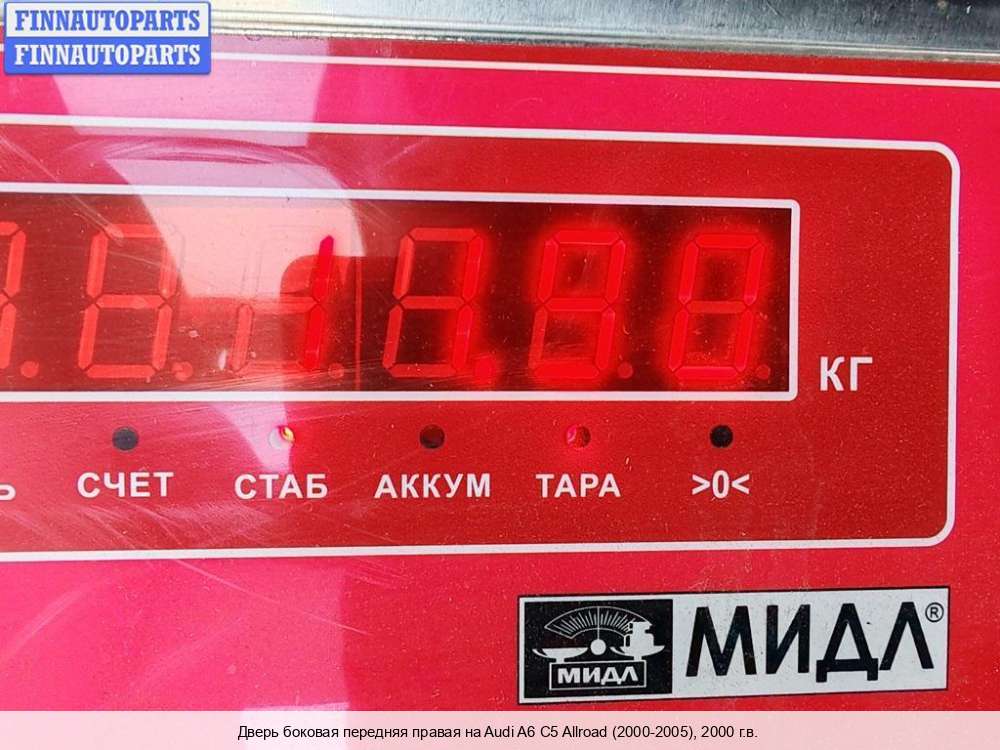 FINNAUTOPARTS
FINNAUTOPARTS
КГ
СЧЕТ
СТАБ
АККУМ
ТАРА
>0<
МИДЛ
МИДЛ®
Дверь боковая передняя правая на Audi A6 C5 Allroad (2000-2005), 2000 г.в.